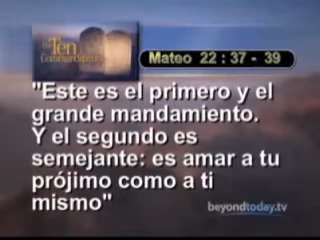 The
Ten
Commandments
Mateo 22 : 37 - 39
"Este es el primero y el
grande mandamiento.
Y el segundo es
semejante: es amar a tu
prójimo como a ti
mismo"
beyondtoday.tv